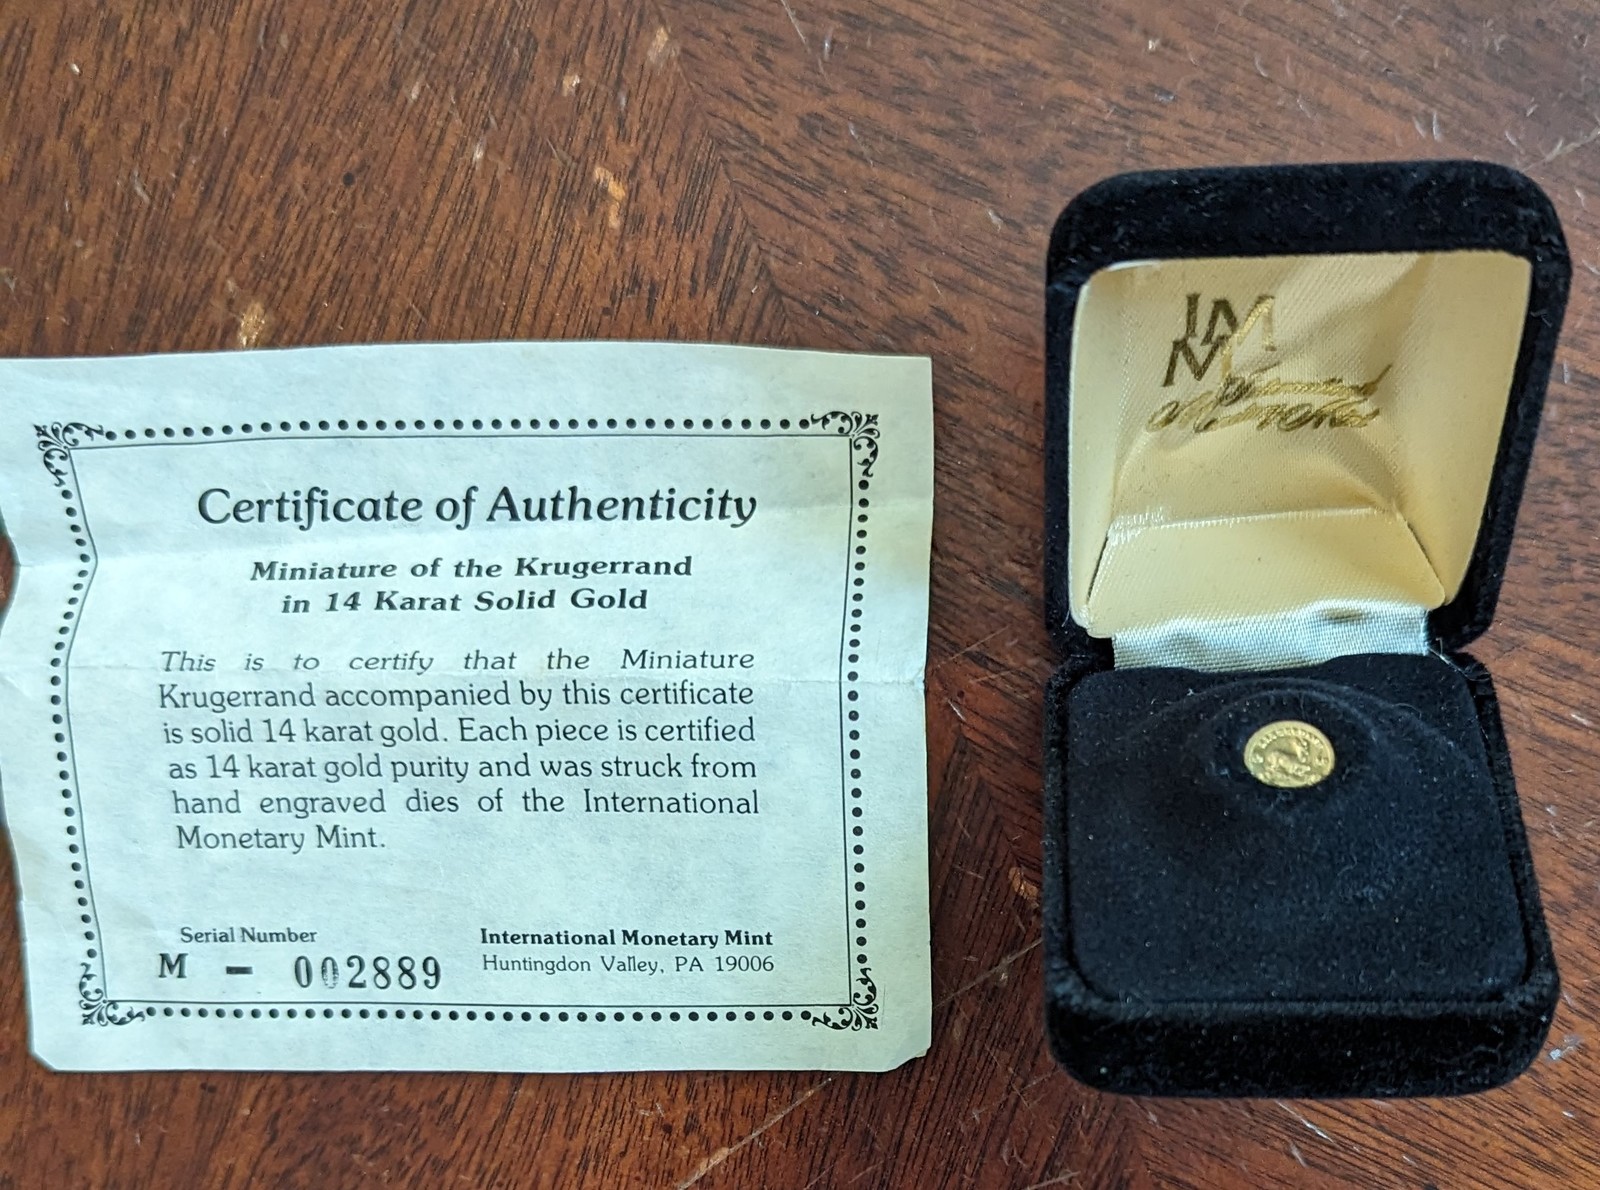 Certificate of Authenticity
Miniature of the Krugerrand
in 14 Karat Solid Gold
This is to certify that the Miniature
Krugerrand accompanied by this certificate
is solid 14 karat gold. Each piece is certified
as 14 karat gold purity and was struck from
hand engraved dies of the International
Monetary Mint.
Serial Number
M - 002889
International Monetary Mint
Huntingdon Valley, PA 19006
IM
M